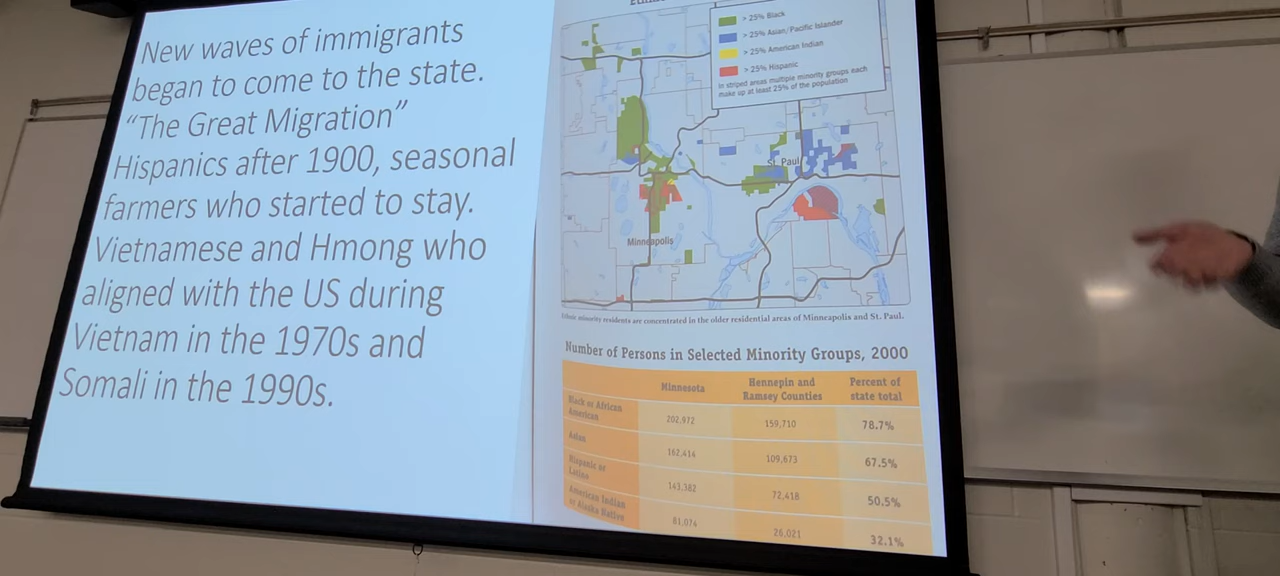 New waves of immigrants
began to come to the state.
“The Great Migration”
Hispanics after 1900, seasonal
farmers who started to stay.
Vietnamese and Hmong who
aligned with the US during
Vietnam in the 1970s and
Somali in the 1990s.
> 25% Black
> 25% Asian/Pacific Islander
> 25% American Indian
> 25% Hispanic
In striped areas multiple minority groups each
make up at least 25% of the population
St. Paul
Minneapolis
Ethnic minority residents are concentrated in the older residential areas of Minneapolis and St. Paul.
Number of Persons in Selected Minority Groups, 2000
Minnesota Hennepin and Ramsey Counties Percent of state total
Black or African American 202,972 159,710 78.7%
Asian 162,414 109,673 67.5%
Hispanic or Latino 143,382 72,418 50.5%
American Indian or Alaska Native 81,074 26,021 32.1%